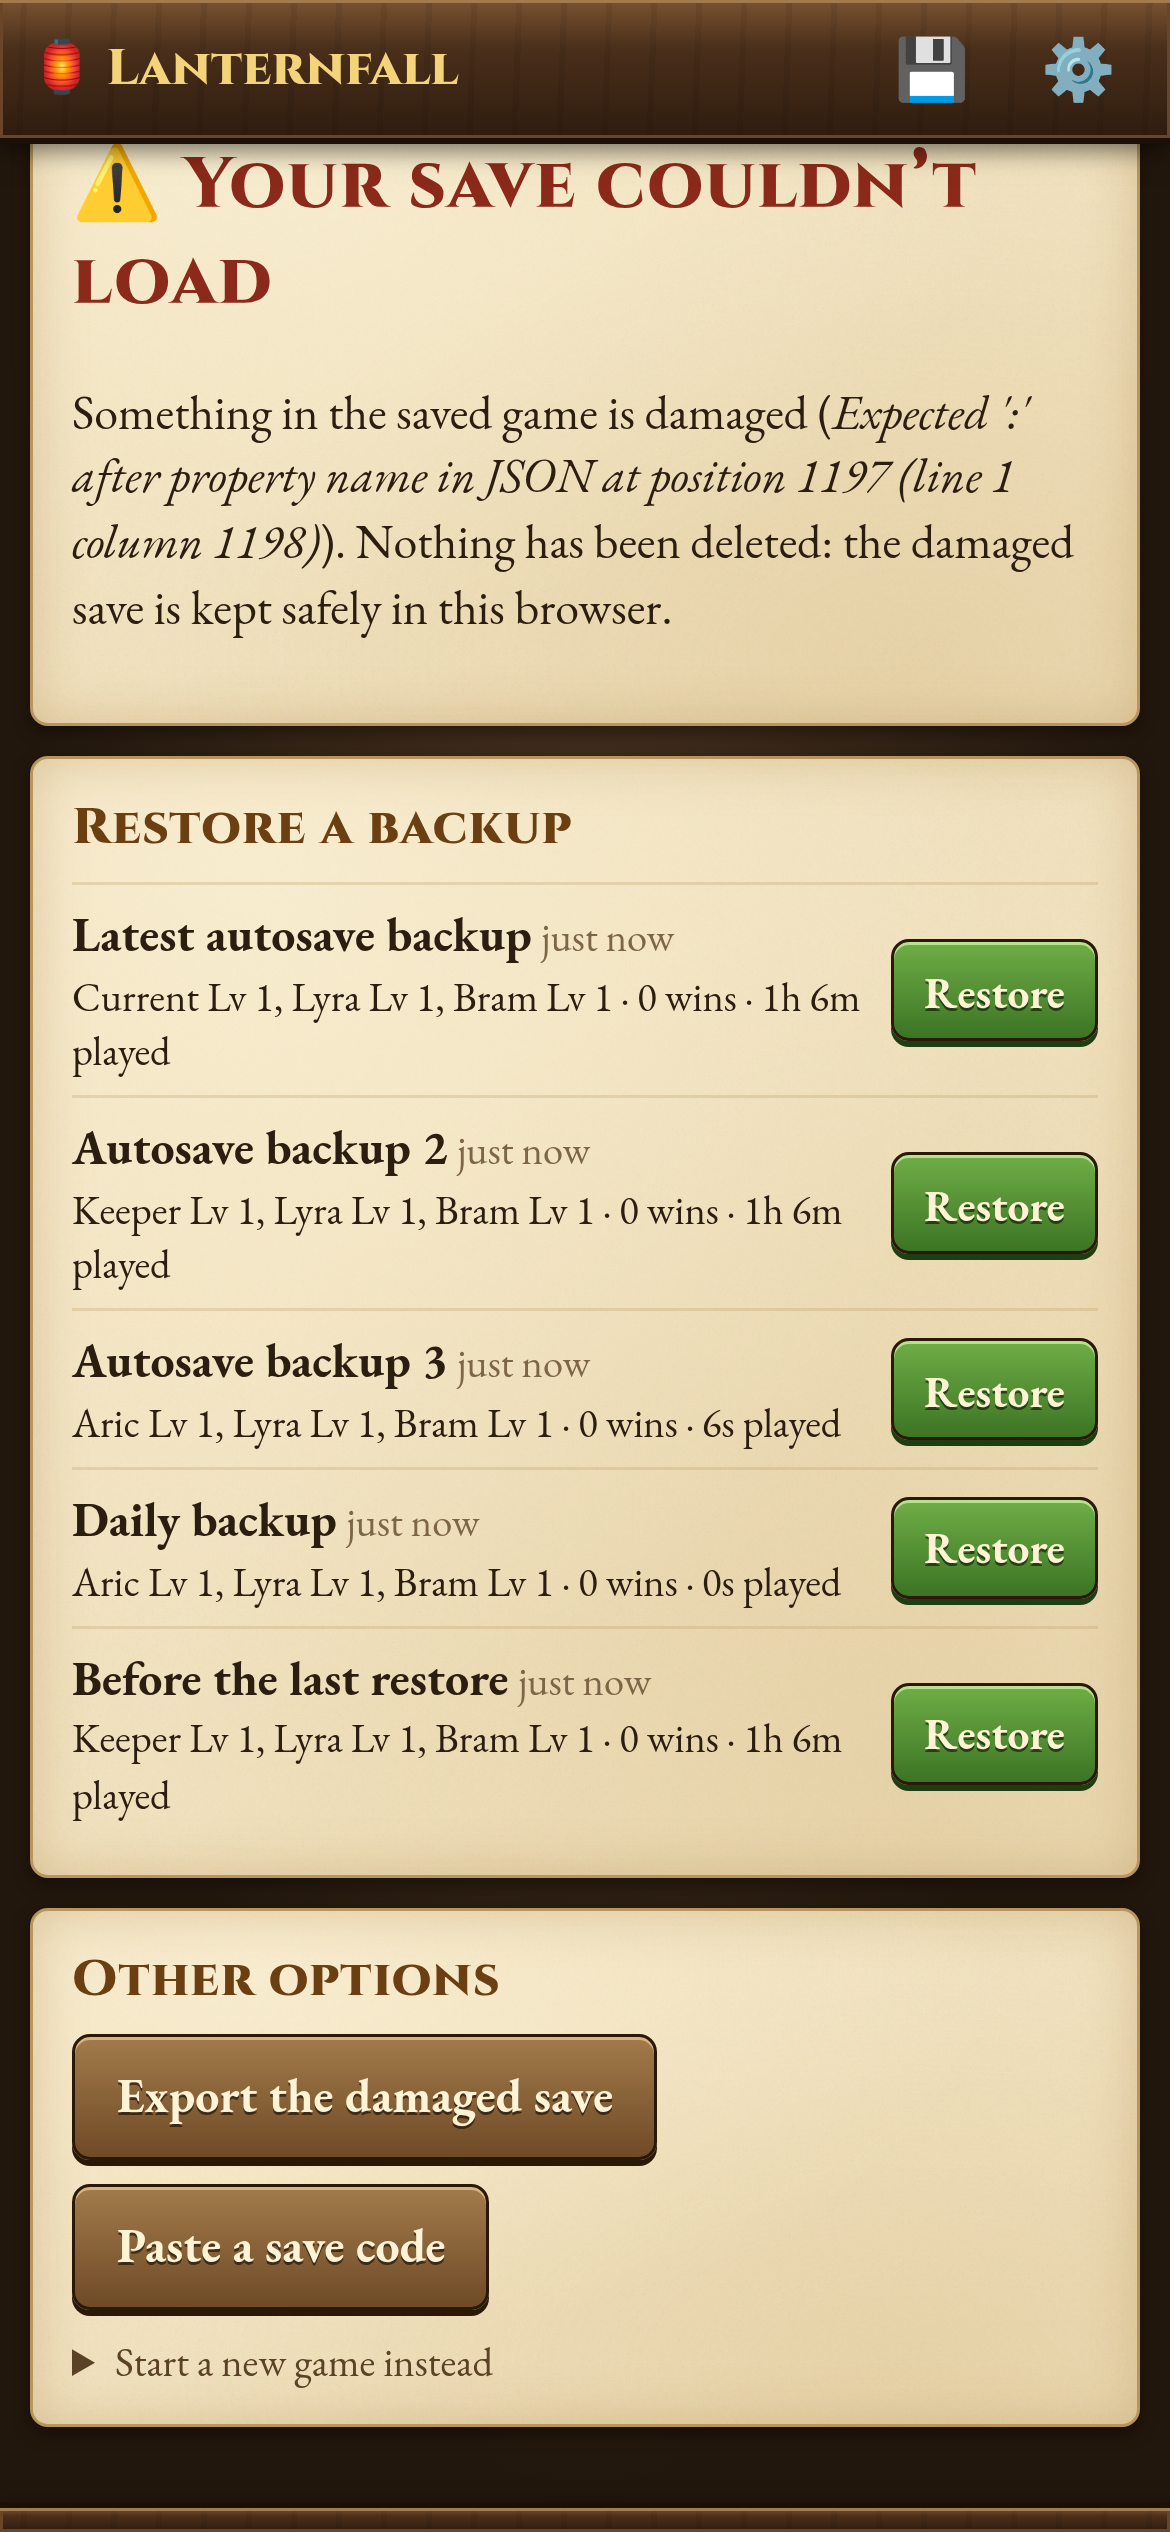 Lanternfall
Your save couldn’t
load
Something in the saved game is damaged (Expected ':'
after property name in JSON at position 1197 (line 1
column 1198)). Nothing has been deleted: the damaged
save is kept safely in this browser.
Restore a backup
Latest autosave backup just now
Current Lv 1, Lyra Lv 1, Bram Lv 1 · 0 wins · 1h 6m
played
Restore
Autosave backup 2 just now
Keeper Lv 1, Lyra Lv 1, Bram Lv 1 · 0 wins · 1h 6m
played
Restore
Autosave backup 3 just now
Aric Lv 1, Lyra Lv 1, Bram Lv 1 · 0 wins · 6s played
Restore
Daily backup just now
Aric Lv 1, Lyra Lv 1, Bram Lv 1 · 0 wins · 0s played
Restore
Before the last restore just now
Keeper Lv 1, Lyra Lv 1, Bram Lv 1 · 0 wins · 1h 6m
played
Restore
Other options
Export the damaged save
Paste a save code
Start a new game instead